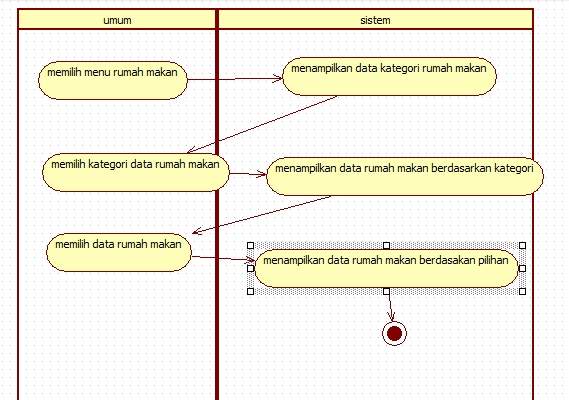 umum
sistem
memilih menu rumah makan
menampilkan data kategori rumah makan
memilih kategori data rumah makan
menampilkan data rumah makan berdasarkan kategori
memilih data rumah makan
menampilkan data rumah makan berdasakan pilihan